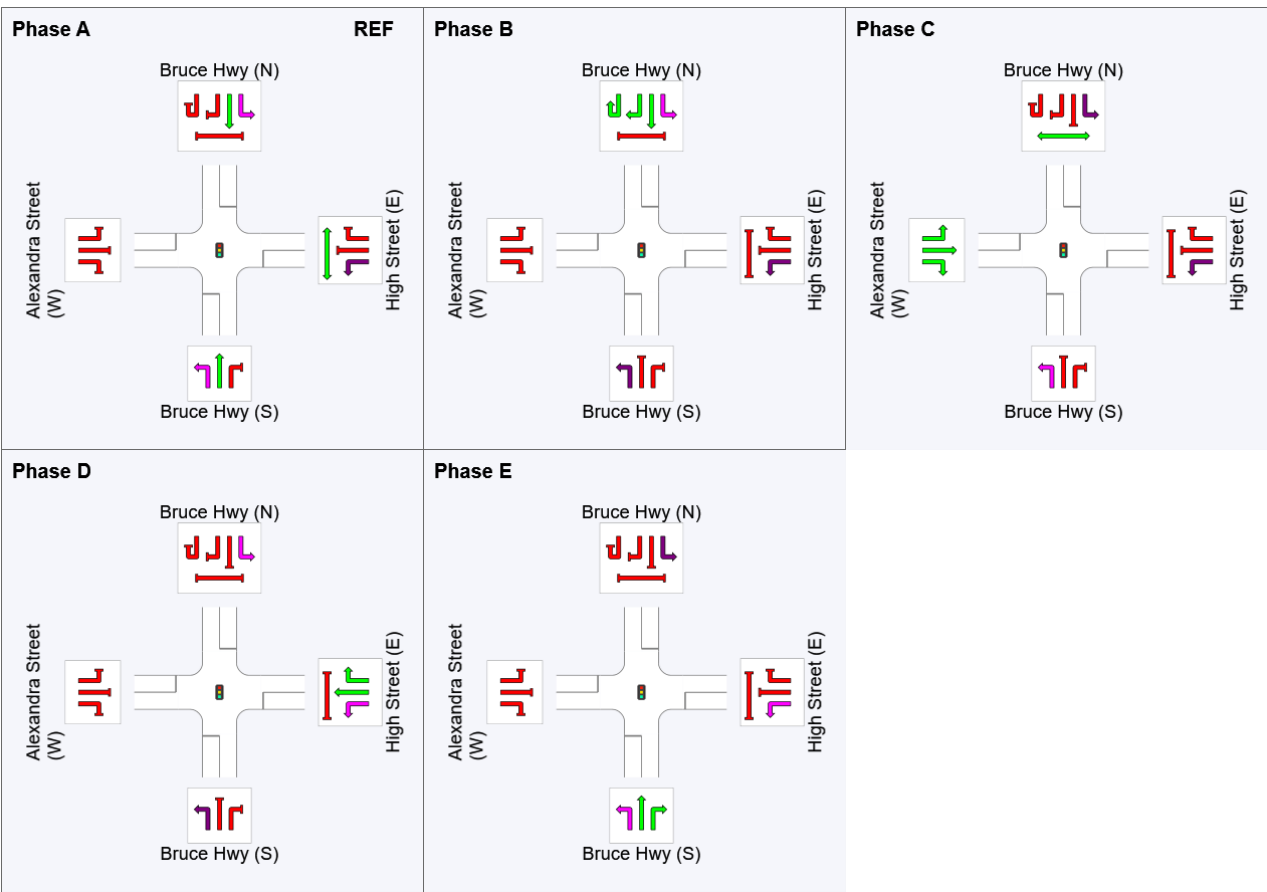 Phase A
REF
Bruce Hwy (N)
Alexandra Street
(W)
High Street (E)
Bruce Hwy (S)
Phase B
Bruce Hwy (N)
Alexandra Street
(W)
High Street (E)
Bruce Hwy (S)
Phase C
Bruce Hwy (N)
Alexandra Street
(W)
High Street (E)
Bruce Hwy (S)
Phase D
Bruce Hwy (N)
Alexandra Street
(W)
High Street (E)
Bruce Hwy (S)
Phase E
Bruce Hwy (N)
Alexandra Street
(W)
High Street (E)
Bruce Hwy (S)